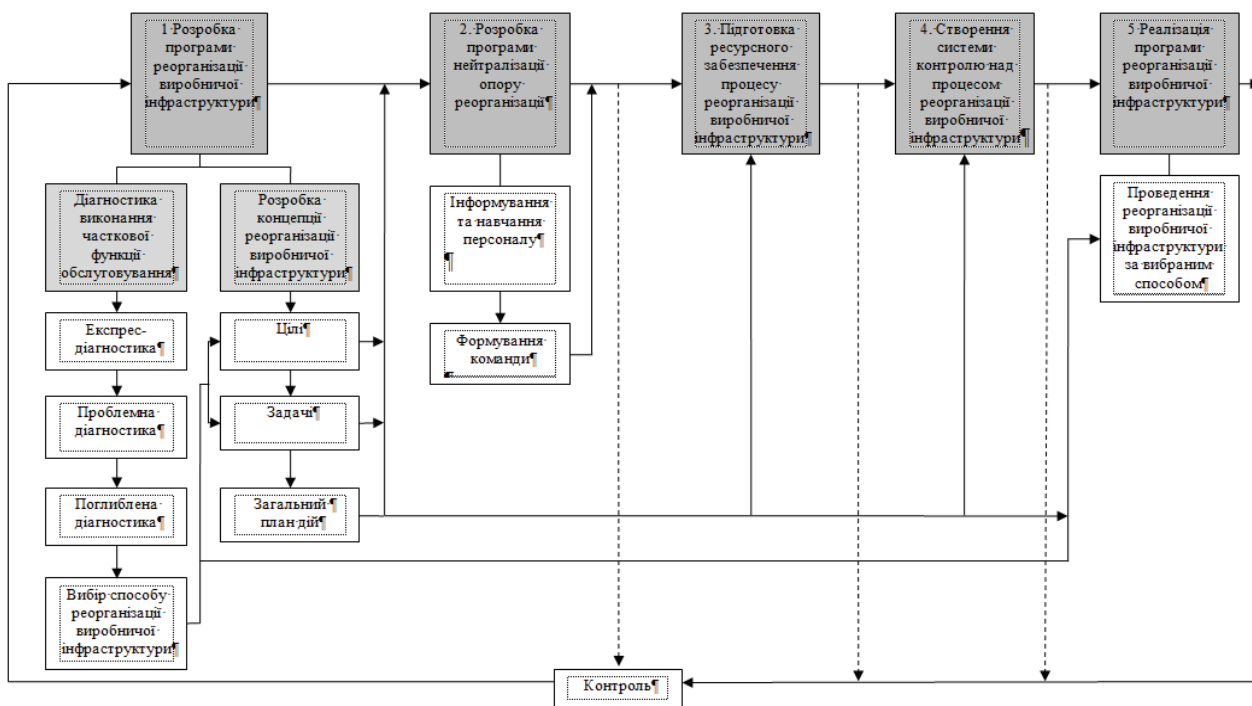 1 Розробка
програми
реорганізації
виробничої
інфраструктури¶
2. Розробка
програми
нейтралізації
опору
реорганізації¶
3. Підготовка
ресурсного
забезпечення
процесу
реорганізації
виробничої
інфраструктури¶
4. Створення
системи
контролю над
процесом
реорганізації
виробничої
інфраструктури¶
5 Реалізація
програми
реорганізації
виробничої
інфраструктури¶
Діагностика
виконання
часткової
функції
обслуговування¶
Розробка
концепції
реорганізації
виробничої
інфраструктури¶
Інформування
та навчання
персоналу¶
¶
Проведення
реорганізації
виробничої
інфраструктури
за вибраним
способом¶
Експрес-
діагностика¶
Цілі¶
Формування
команди¶
¶
Проблемна
діагностика¶
Задачі¶
Поглиблена
діагностика¶
Загальний ¶
план дій¶
Вибір способу
реорганізації
виробничої
інфраструктури¶
Контроль¶